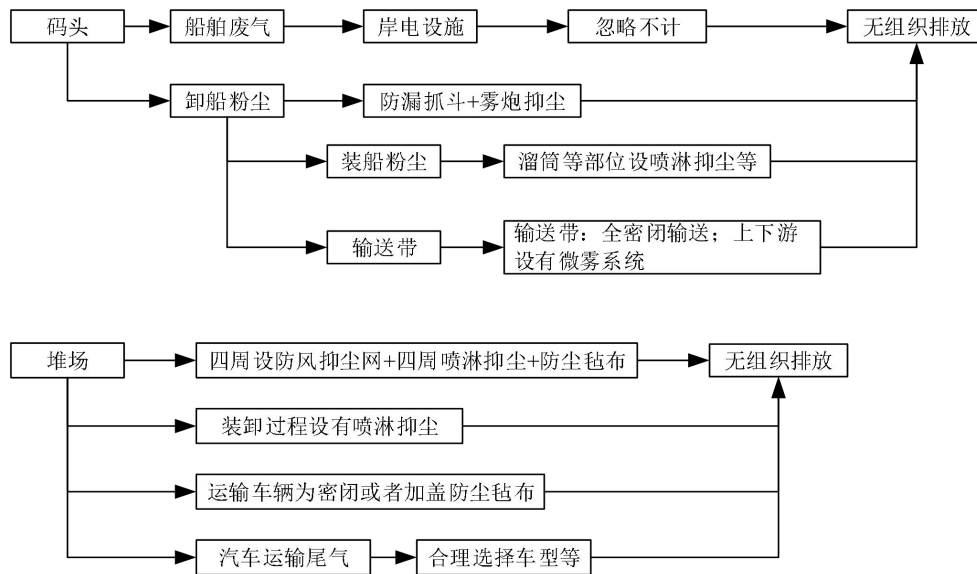 码头
船舶废气
岸电设施
忽略不计
无组织排放
卸船粉尘
防漏抓斗+雾炮抑尘
装船粉尘
溜筒等部位设喷淋抑尘等
输送带
输送带：全密闭输送；上下游
设有微雾系统
堆场
四周设防风抑尘网+四周喷淋抑尘+防尘毡布
无组织排放
装卸过程设有喷淋抑尘
运输车辆为密闭或者加盖防尘毡布
汽车运输尾气
合理选择车型等